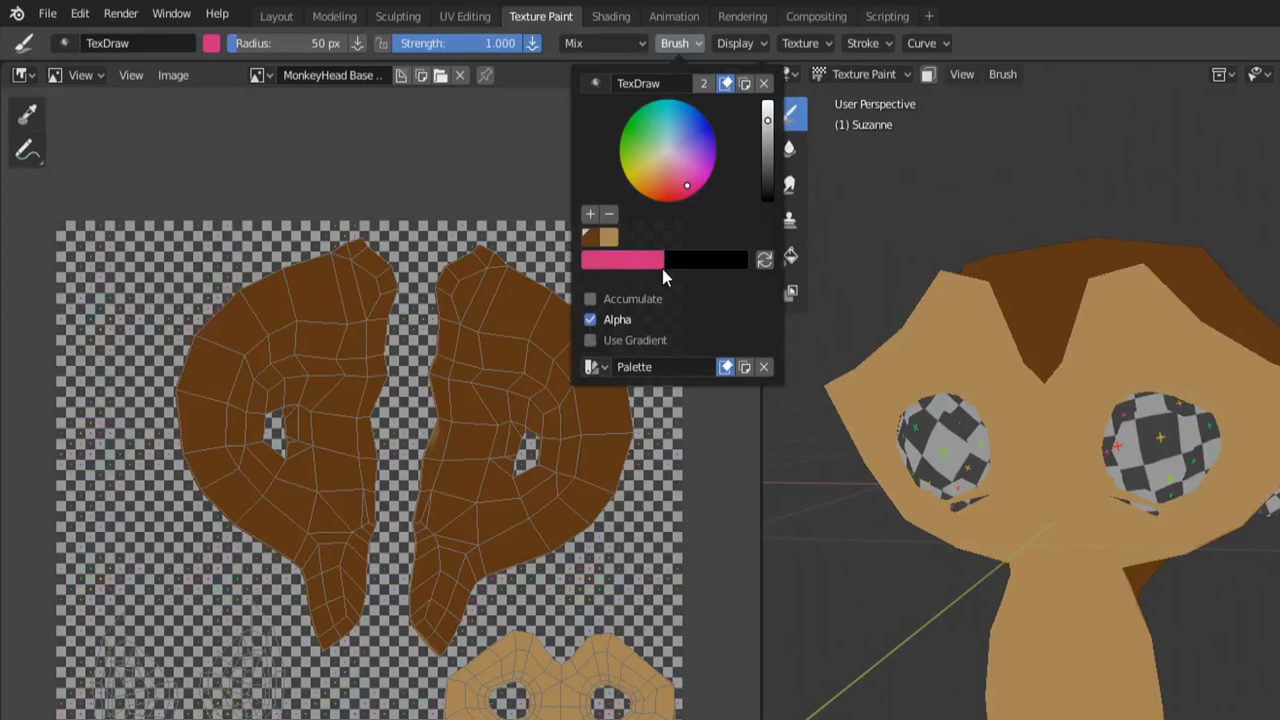 File Edit Render Window Help Layout Modeling Sculpting UV Editing Texture Paint Shading Animation Rendering Compositing Scripting +
TexDraw Radius: 50 px Strength: 1.000 Mix Brush Display Texture Stroke Curve
View View Image MonkeyHead Base .. Texture Paint View Brush
TexDraw 2
User Perspective
(1) Suzanne
Accumulate
Alpha
Use Gradient
Palette